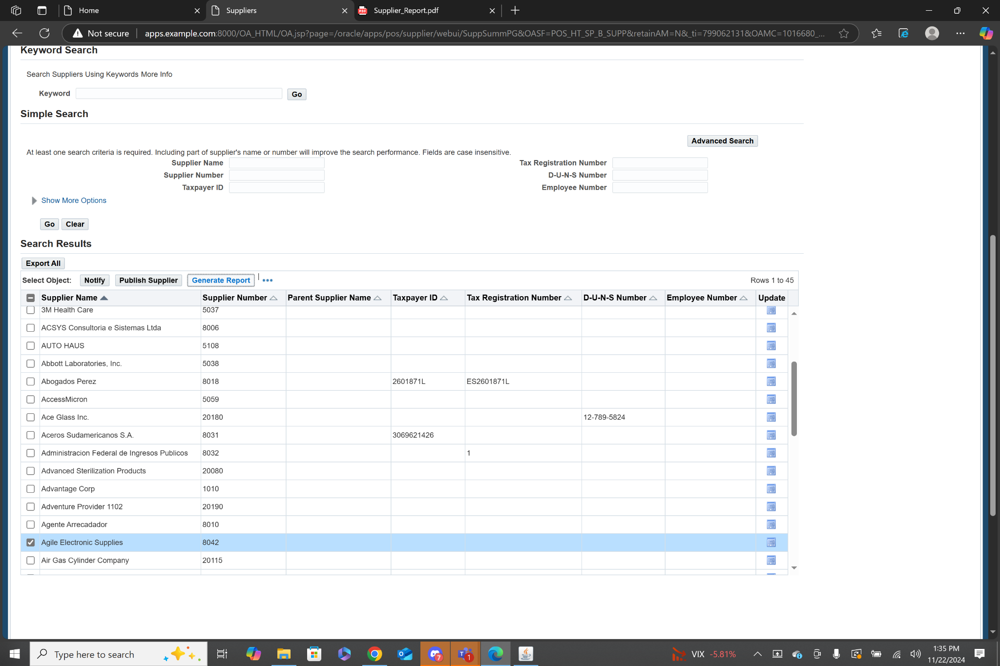 Home
Suppliers
Supplier_Report.pdf
Not secure
apps.example.com:8000/OA_HTML/OA.jsp?page=/oracle/apps/pos/supplier/webui/SuppSummPG&OASF=POS_HT_SP_B_SUPP&retainAM=N&_ti=799062131&OAMC=1016680_...
Keyword Search
Search Suppliers Using Keywords More Info
Keyword
Go
Simple Search
Advanced Search
At least one search criteria is required. Including part of supplier's name or number will improve the search performance. Fields are case insensitive.
Supplier Name Tax Registration Number
Supplier Number D-U-N-S Number
Taxpayer ID Employee Number
Show More Options
Go Clear
Search Results
Export All
Select Object: Notify Publish Supplier Generate Report Rows 1 to 45
Supplier Name Supplier Number Parent Supplier Name Taxpayer ID Tax Registration Number D-U-N-S Number Employee Number Update
3M Health Care 5037
ACSYS Consultoria e Sistemas Ltda 8006
AUTO HAUS 5108
Abbott Laboratories, Inc. 5038
Abogados Perez 8018 2601871L ES2601871L
AccessMicron 5059
Ace Glass Inc. 20180 12-789-5824
Aceros Sudamericanos S.A. 8031 3069621426
Administracion Federal de Ingresos Publicos 8032 1
Advanced Sterilization Products 20080
Advantage Corp 1010
Adventure Provider 1102 20190
Agente Arrecadador 8010
Agile Electronic Supplies 8042
Air Gas Cylinder Company 20115
Type here to search
7
1
VIX -5.81%
1:35 PM
11/22/2024